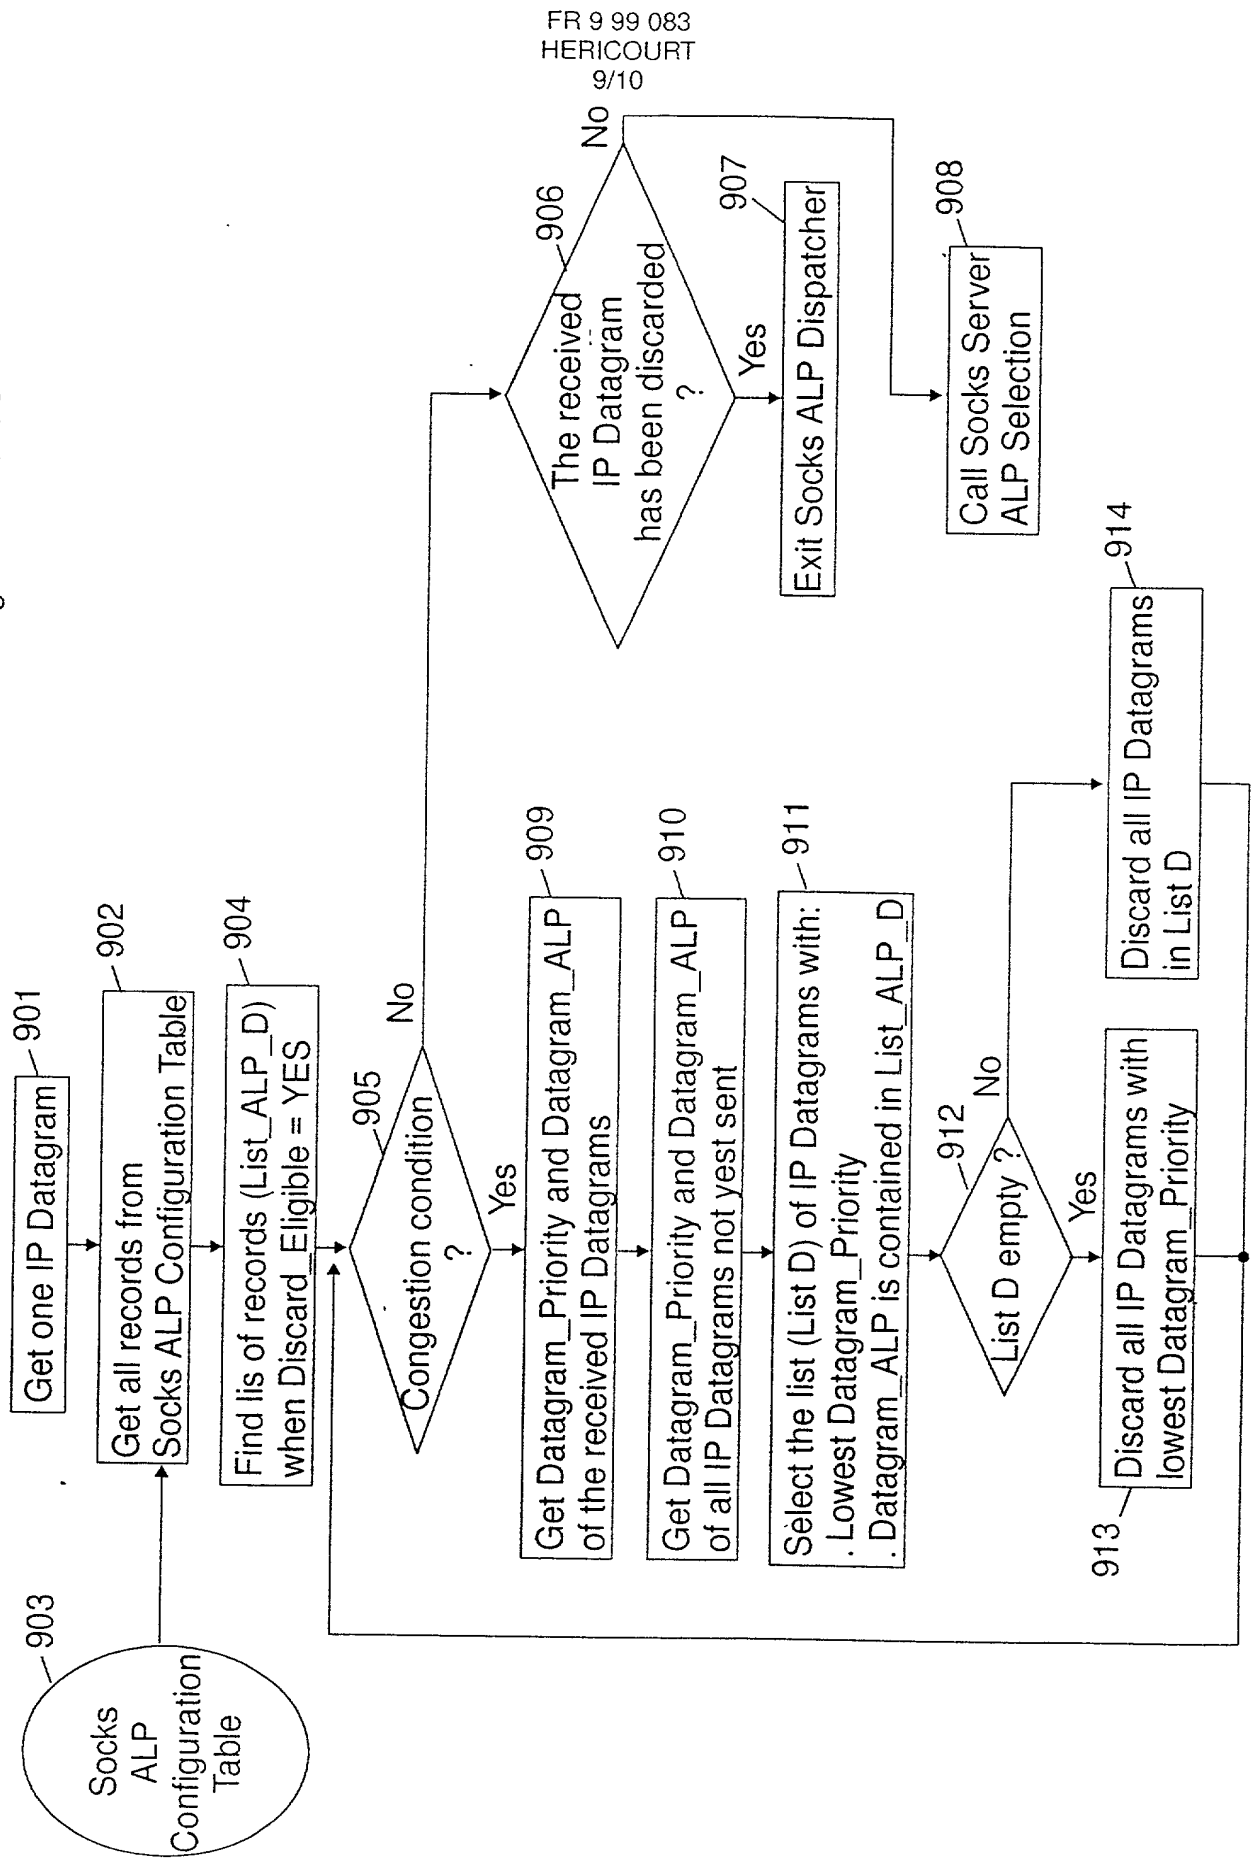 FR 9 99 083
HERICOURT
9/10
Get one IP Datagram
901
Get all records from
Socks ALP Configuration Table
902
Socks
ALP
Configuration
Table
903
Find lis of records (List_ALP_D)
when Discard_Eligible = YES
904
Congestion condition
?
905
No
Yes
The received
IP Datagram
has been discarded
?
906
No
Yes
Exit Socks ALP Dispatcher
907
Call Socks Server
ALP Selection
908
Get Datagram_Priority and Datagram_ALP
of the received IP Datagrams
909
Get Datagram_Priority and Datagram_ALP
of all IP Datagrams not yest sent
910
Select the list (List D) of IP Datagrams with:
. Lowest Datagram_Priority
. Datagram_ALP is contained in List_ALP_D
911
List D empty ?
912
No
Yes
Discard all IP Datagrams with
lowest Datagram_Priority
913
Discard all IP Datagrams
in List D
914